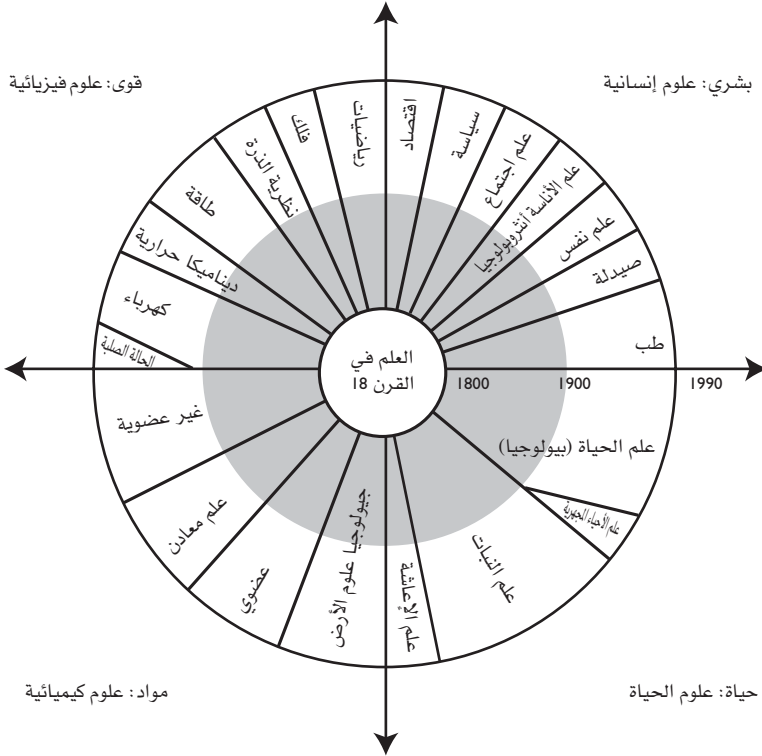 بشري: علوم إنسانية
قوى: علوم فيزيائية
اقتصاد
سياسة
علم اجتماع
علم الأناسة أنثروبولوجيا
علم نفس
صيدلة
طب
رياضيات
فلك
نظرية الذرة
طاقة
ديناميكا حرارية
كهرباء
الحالة الصلبة
العلم في
القرن 18
1800
1900
1990
غير عضوية
علم معادن
عضوي
جيولوجيا علوم الأرض
علم الإعاشة
علم النبات
علم الأحياء المجهرية
علم الحياة (بيولوجيا)
حياة: علوم الحياة
مواد: علوم كيميائية